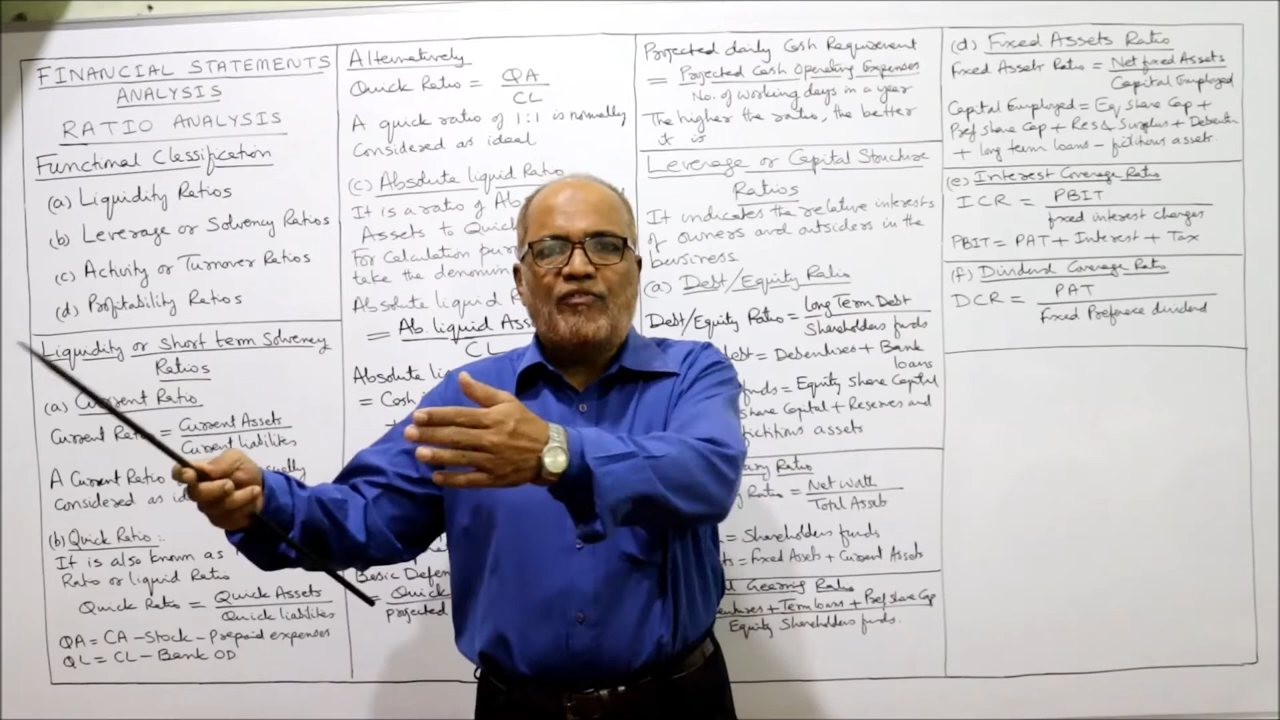 FINANCIAL STATEMENTS
ANALYSIS
RATIO ANALYSIS
Functional Classification
(a) Liquidity Ratios
(b) Leverage or Solvency Ratios
(c) Activity or Turnover Ratios
(d) Profitability Ratios
Liquidity or Short term Solvency
Ratios
(a) Current Ratio
Current Ratio = Current Assets
Current liabilities
A Current Ratio usually
Considered as
(b) Quick Ratio :-
It is also known as
Ratio or liquid Ratio
Quick Ratio = Quick Assets
Quick liabilities
QA = CA - Stock - Prepaid expenses
QL = CL - Bank OD
Alternatively
Quick Ratio = QA
CL
A quick ratio of 1:1 is normally
Considered as ideal
(c) Absolute liquid Ratio
It is a ratio of
Assets to
For Calculation
take the
Absolute liquid
= Ab. liquid
CL
Absolute
=
Basic
=
projected
Projected daily Cash Requirement
= Projected Cash Operating Expenses
No. of working days in a year
The higher the ratio, the better
it is
Leverage or Capital Structure
Ratios
It indicates the relative interests
of owners and outsiders in the
business.
(a) Debt/Equity Ratio
Debt/Equity Ratio = long Term Debt
Shareholders funds
= Debentures + Bank
loans
= Equity Share Capital
Share Capital + Reserves and
fictitious assets
Ratio
= Net Worth
Total Assets
= Shareholders funds
= Fixed Assets + Current Assets
Geering Ratio
+ Term loans + Pref Share Cap
Equity Shareholders funds.
(d) Fixed Assets Ratio
Fixed Assets Ratio = Net fixed Assets
Capital Employed
Capital Employed = Eq Share Cap +
Pref Share Cap + Res & Surplus +
+ long term loans - fictitious assets
(e) Interest Coverage Ratio
ICR = PBIT
fixed interest charges
PBIT = PAT + Interest + Tax
(f) Dividend Coverage Ratio
DCR = PAT
Fixed Preference dividend